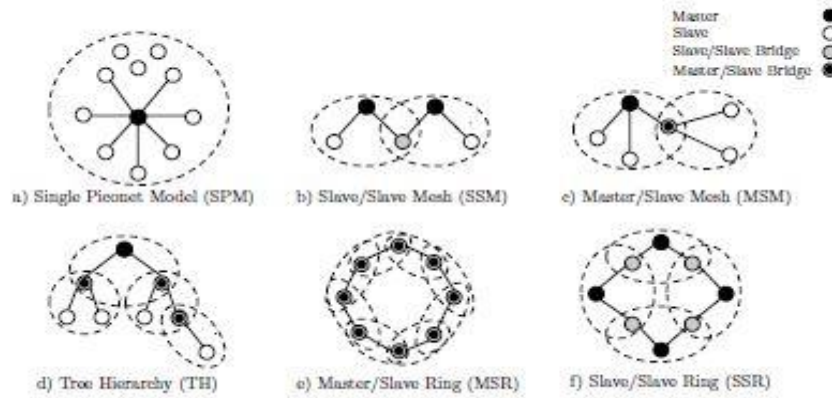 Master
Slave
Slave/Slave Bridge
Master/Slave Bridge
a) Single Piconet Model (SPM)
b) Slave/Slave Mesh (SSM)
c) Master/Slave Mesh (MSM)
d) Tree Hierarchy (TH)
e) Master/Slave Ring (MSR)
f) Slave/Slave Ring (SSR)